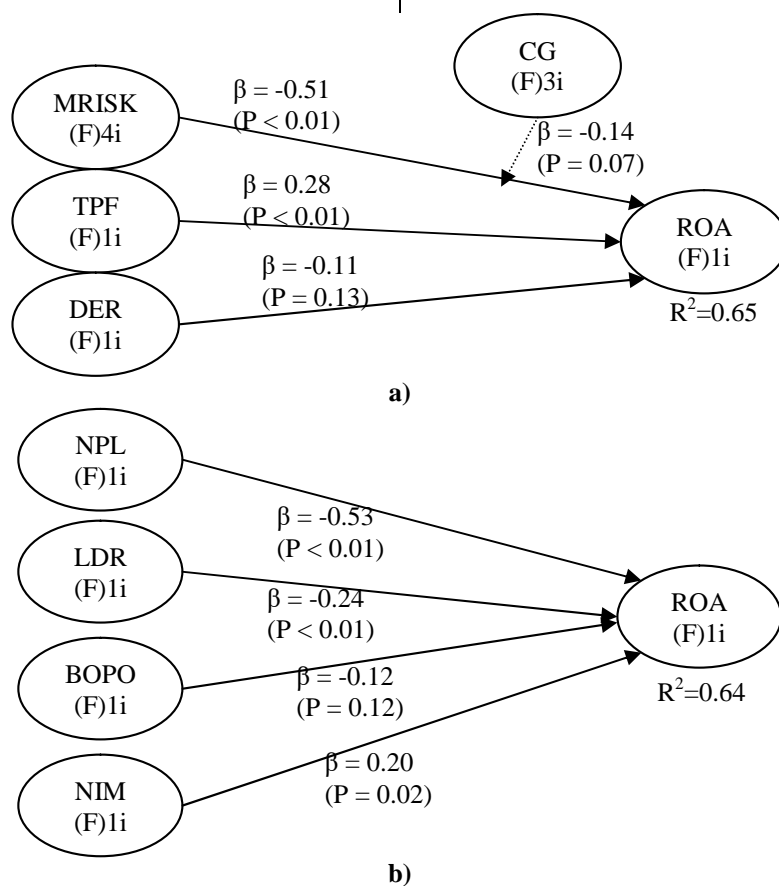 CG
(F)3i
MRISK
(F)4i
β = -0.51
(P < 0.01)
β = -0.14
(P = 0.07)
TPF
(F)1i
β = 0.28
(P < 0.01)
ROA
(F)1i
DER
(F)1i
β = -0.11
(P = 0.13)
R²=0.65
a)
NPL
(F)1i
β = -0.53
(P < 0.01)
LDR
(F)1i
β = -0.24
(P < 0.01)
ROA
(F)1i
BOPO
(F)1i
β = -0.12
(P = 0.12)
R²=0.64
NIM
(F)1i
β = 0.20
(P = 0.02)
b)